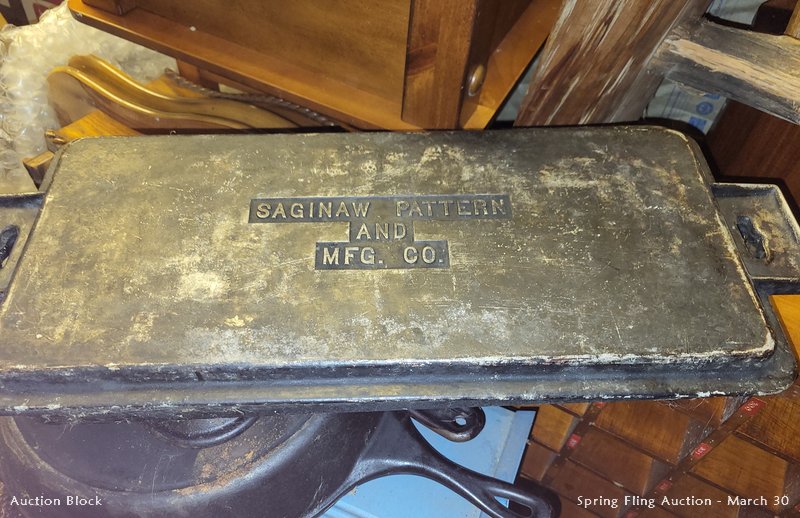 SAGINAW PATTERN
AND
MFG. CO.
Auction Block
Spring Fling Auction - March 30